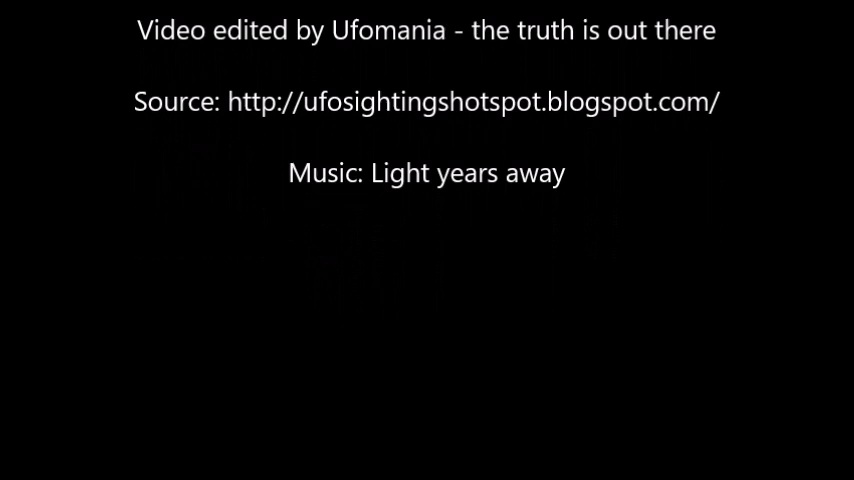 Video edited by Ufomania - the truth is out there
Source: http://ufosightingshotspot.blogspot.com/
Music: Light years away